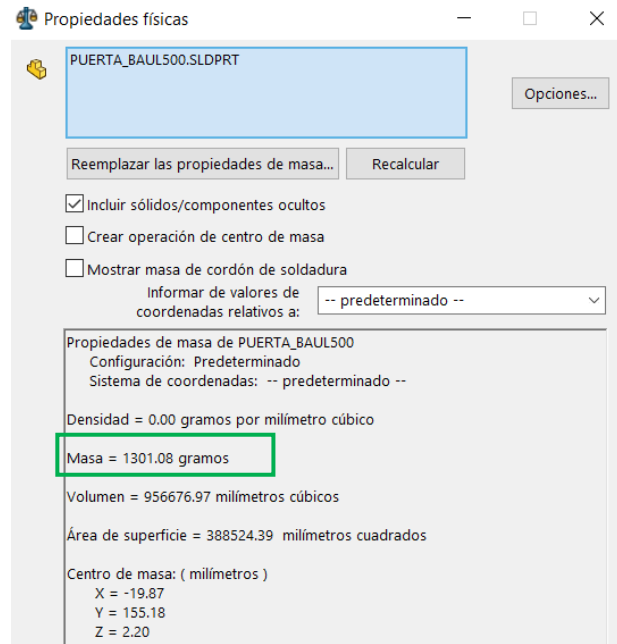 Propiedades físicas
PUERTA_BAUL500.SLDPRT
Opciones...
Reemplazar las propiedades de masa...
Recalcular
Incluir sólidos/componentes ocultos
Crear operación de centro de masa
Mostrar masa de cordón de soldadura
Informar de valores de
coordenadas relativos a:
-- predeterminado --
Propiedades de masa de PUERTA_BAUL500
Configuración: Predeterminado
Sistema de coordenadas: -- predeterminado --
Densidad = 0.00 gramos por milímetro cúbico
Masa = 1301.08 gramos
Volumen = 956676.97 milímetros cúbicos
Área de superficie = 388524.39 milímetros cuadrados
Centro de masa: ( milímetros )
X = -19.87
Y = 155.18
Z = 2.20